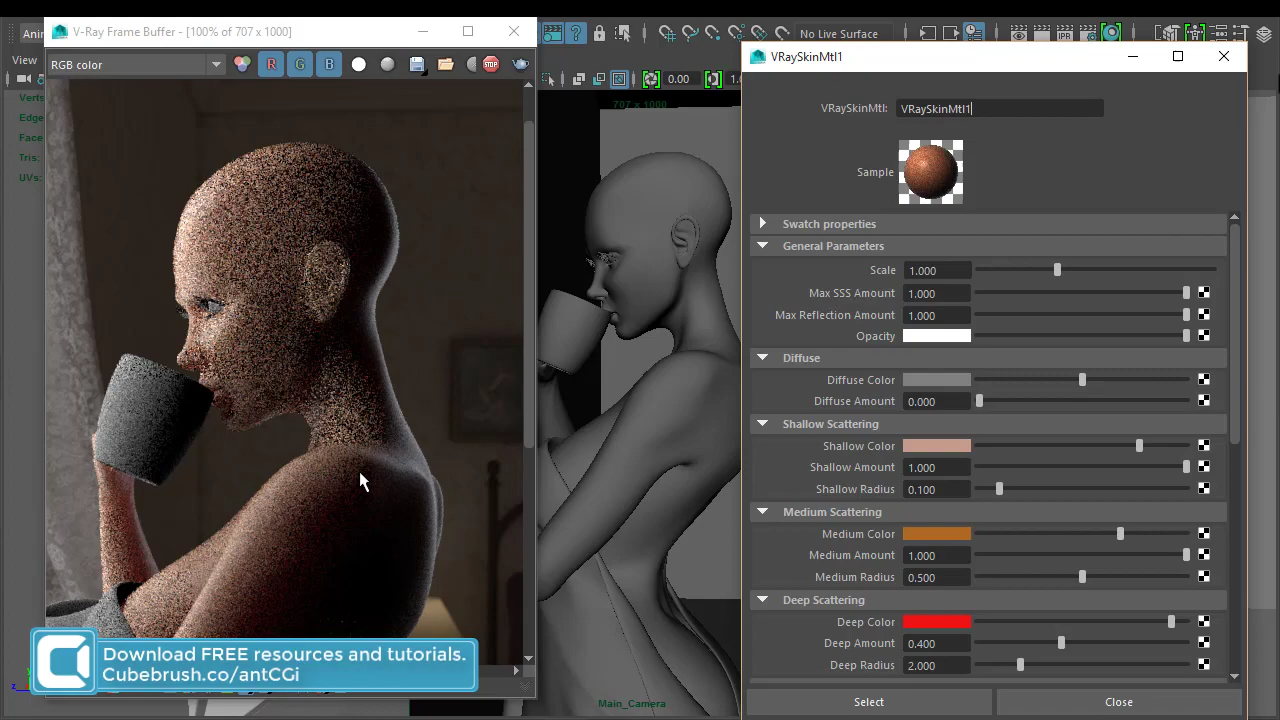 V-Ray Frame Buffer - [100% of 707 x 1000]
RGB color
R
G
B
STOP
View
No Live Surface
IPR
0.00
707 x 1000
Edge
Face
Tris:
UVs:
Main_Camera
Download FREE resources and tutorials.
Cubebrush.co/antCGi
VRaySkinMtl1
VRaySkinMtl: VRaySkinMtl1
Sample
Swatch properties
General Parameters
Scale 1.000
Max SSS Amount 1.000
Max Reflection Amount 1.000
Opacity
Diffuse
Diffuse Color
Diffuse Amount 0.000
Shallow Scattering
Shallow Color
Shallow Amount 1.000
Shallow Radius 0.100
Medium Scattering
Medium Color
Medium Amount 1.000
Medium Radius 0.500
Deep Scattering
Deep Color
Deep Amount 0.400
Deep Radius 2.000
Select
Close